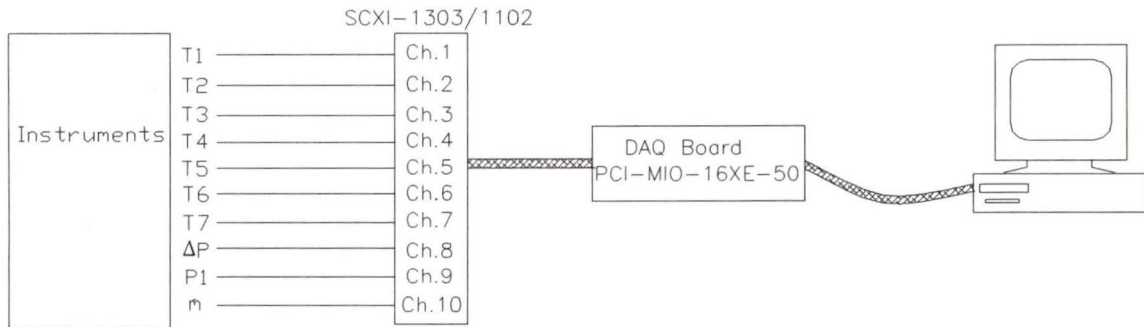 SCXI-1303/1102
Instruments
T1 Ch.1
T2 Ch.2
T3 Ch.3
T4 Ch.4
T5 Ch.5
T6 Ch.6
T7 Ch.7
ΔP Ch.8
P1 Ch.9
ṁ Ch.10
DAQ Board
PCI-MIO-16XE-50